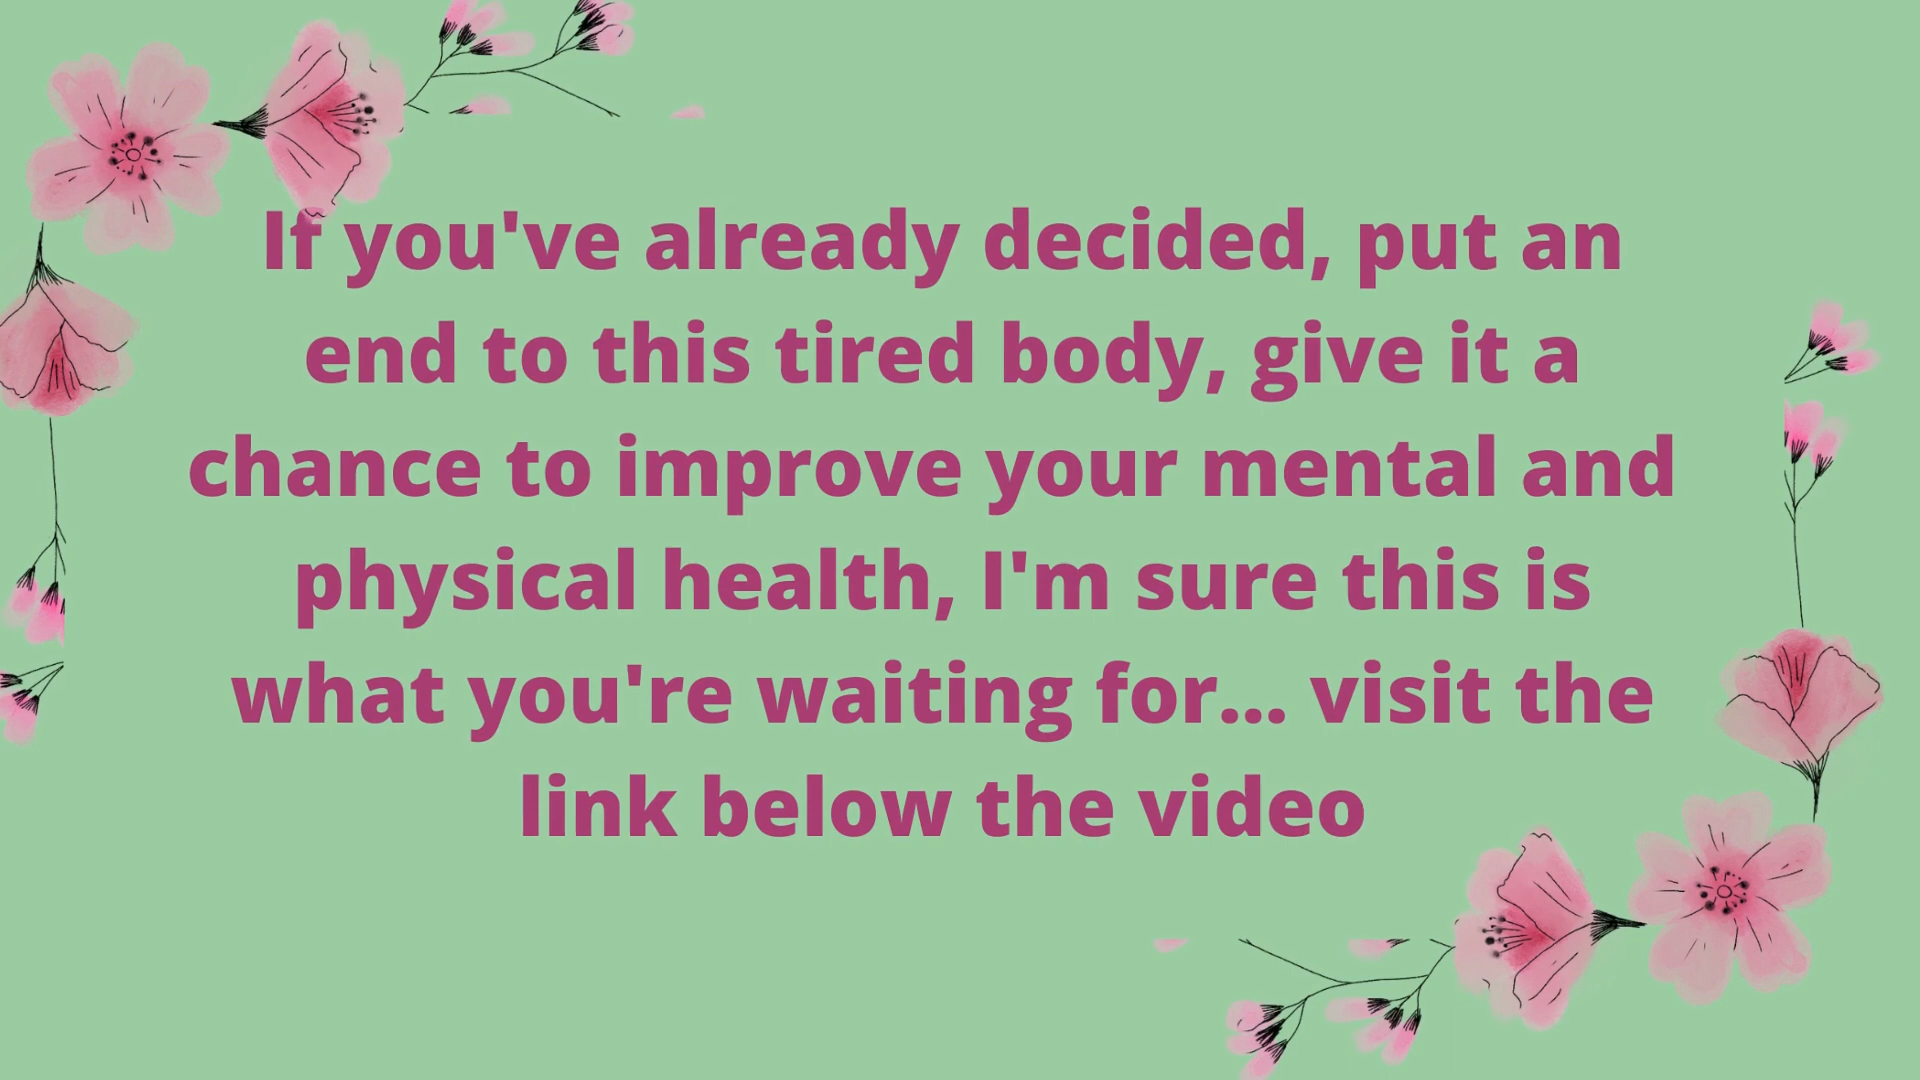 If you've already decided, put an
end to this tired body, give it a
chance to improve your mental and
physical health, I'm sure this is
what you're waiting for... visit the
link below the video